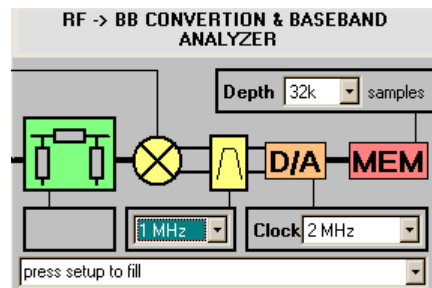 RF -> BB CONVERTION & BASEBAND
ANALYZER
Depth 32k samples
D/A MEM
1 MHz Clock 2 MHz
press setup to fill